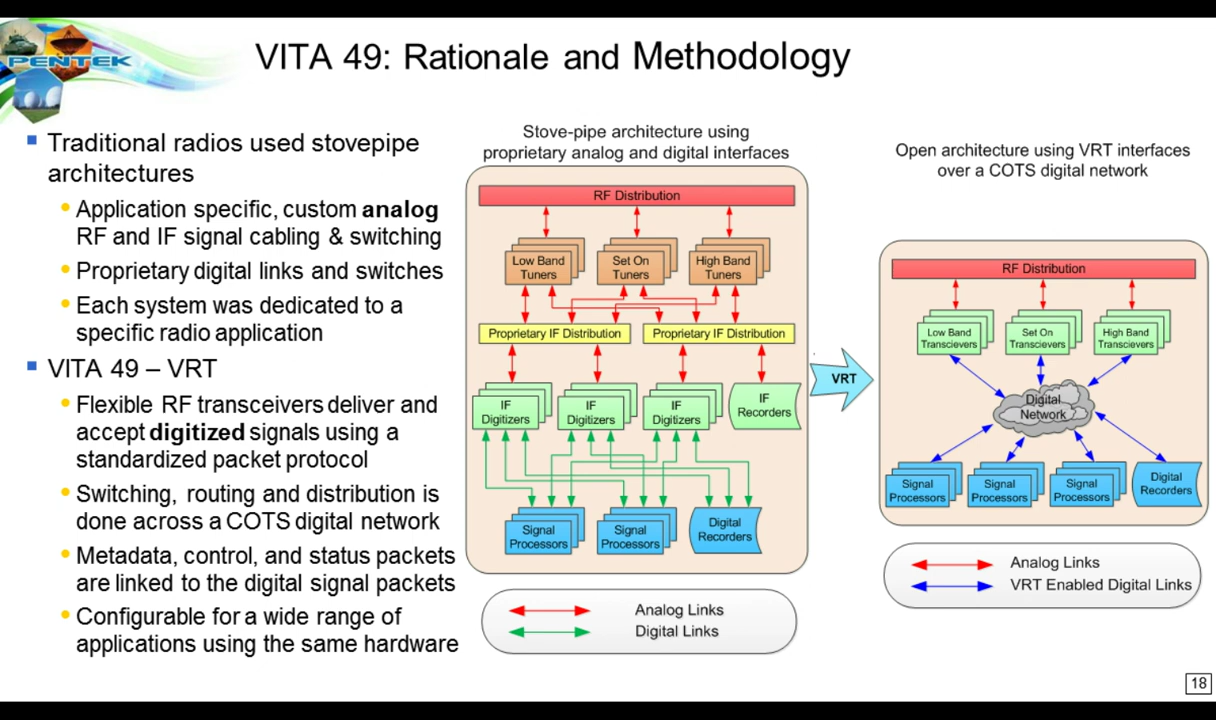 PENTEK
VITA 49: Rationale and Methodology
Traditional radios used stovepipe
architectures
Application specific, custom analog
RF and IF signal cabling & switching
Proprietary digital links and switches
Each system was dedicated to a
specific radio application
VITA 49 – VRT
Flexible RF transceivers deliver and
accept digitized signals using a
standardized packet protocol
Switching, routing and distribution is
done across a COTS digital network
Metadata, control, and status packets
are linked to the digital signal packets
Configurable for a wide range of
applications using the same hardware
Stove-pipe architecture using
proprietary analog and digital interfaces
RF Distribution
Low Band
Tuners
Set On
Tuners
High Band
Tuners
Proprietary IF Distribution
Proprietary IF Distribution
IF
Digitizers
IF
Digitizers
IF
Digitizers
IF
Recorders
Signal
Processors
Signal
Processors
Digital
Recorders
Analog Links
Digital Links
VRT
Open architecture using VRT interfaces
over a COTS digital network
RF Distribution
Low Band
Transcievers
Set On
Transcievers
High Band
Transcievers
Digital
Network
Signal
Processors
Signal
Processors
Signal
Processors
Digital
Recorders
Analog Links
VRT Enabled Digital Links
18